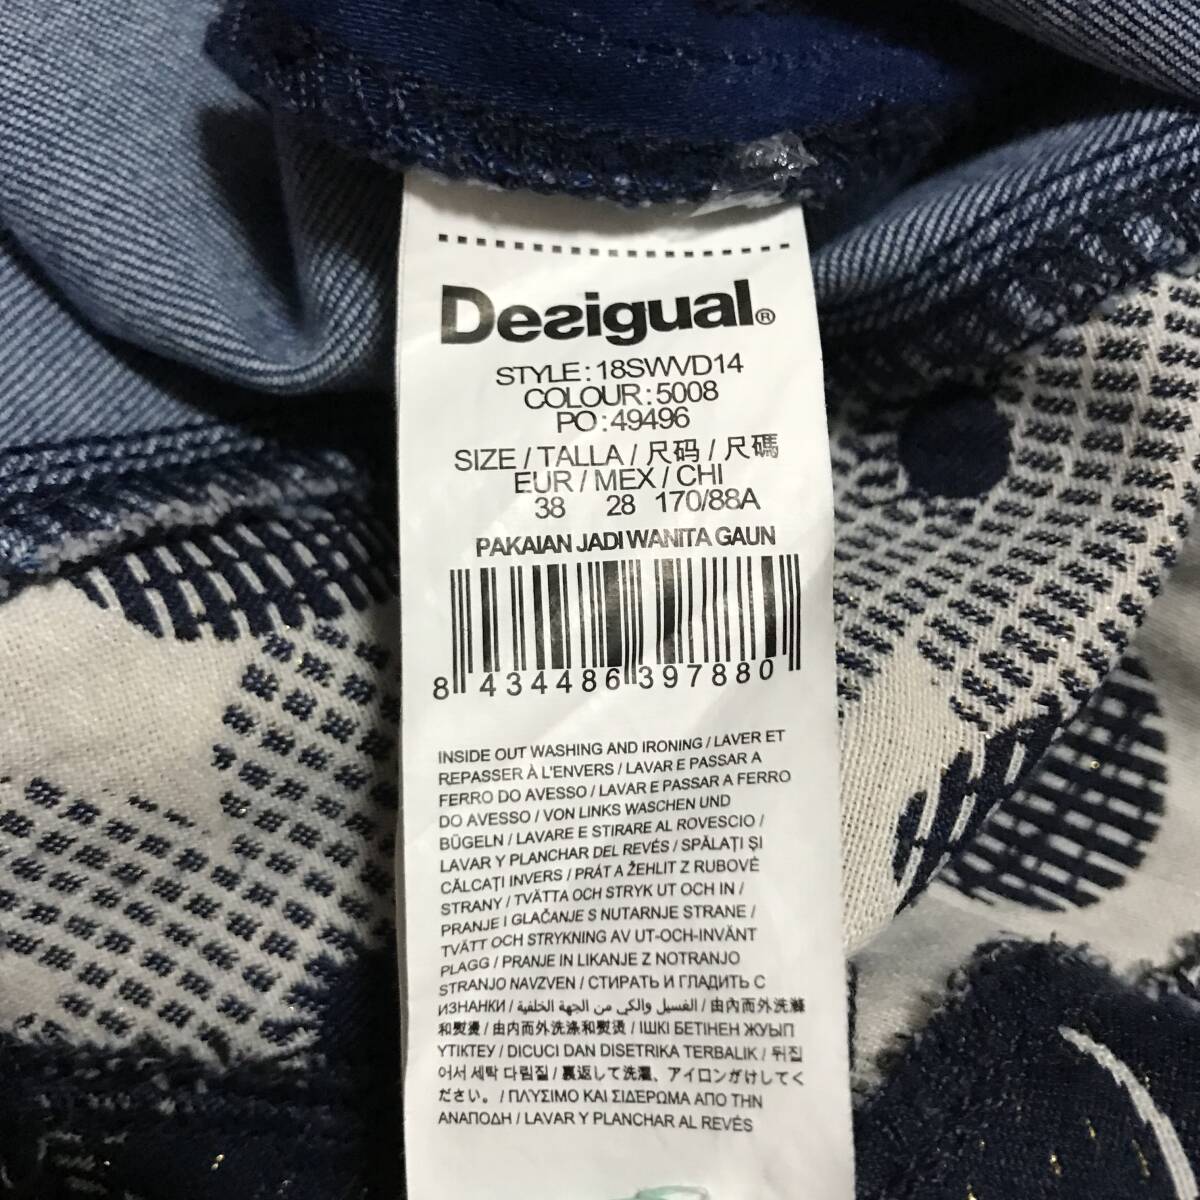 Desigual®
STYLE : 18SWVD14
COLOUR : 5008
PO : 49496
SIZE / TALLA / 尺码 / 尺碼
EUR / MEX / CHI
38 28 170/88A
PAKAIAN JADI WANITA GAUN
8 434486 397880
INSIDE OUT WASHING AND IRONING / LAVER ET
REPASSER À L'ENVERS / LAVAR E PASSAR A
FERRO DO AVESSO / LAVAR E PASSAR A FERRO
DO AVESSO / VON LINKS WASCHEN UND
BÜGELN / LAVARE E STIRARE AL ROVESCIO /
LAVAR Y PLANCHAR DEL REVÉS / SPĂLAȚI ȘI
CĂLCAȚI INVERS / PRÁT A ŽEHLIT Z RUBOVÉ
STRANY / TVÄTTA OCH STRYK UT OCH IN /
PRANJE I GLAČANJE S NUTARNJE STRANE /
TVÄTT OCH STRYKNING AV UT-OCH-INVÄNT
PLAGG / PRANJE IN LIKANJE Z NOTRANJO
STRANJO NAVZVEN / СТИРАТЬ И ГЛАДИТЬ С
ИЗНАНКИ / الغسيل والكي من الجهة الخلفية / 由內而外洗滌
和熨燙 / 由内而外洗涤和熨烫 / ІШКІ БЕТІНЕН ЖУЫП
ҮТІКТЕУ / DICUCI DAN DISETRIKA TERBALIK / 뒤집
어서 세탁 다림질 / 裏返して洗濯、アイロンがけしてく
ださい。 / ΠΛΥΣΙΜΟ ΚΑΙ ΣΙΔΕΡΩΜΑ ΑΠΟ ΤΗΝ
ΑΝΑΠΟΔΗ / LAVAR Y PLANCHAR AL REVÉS